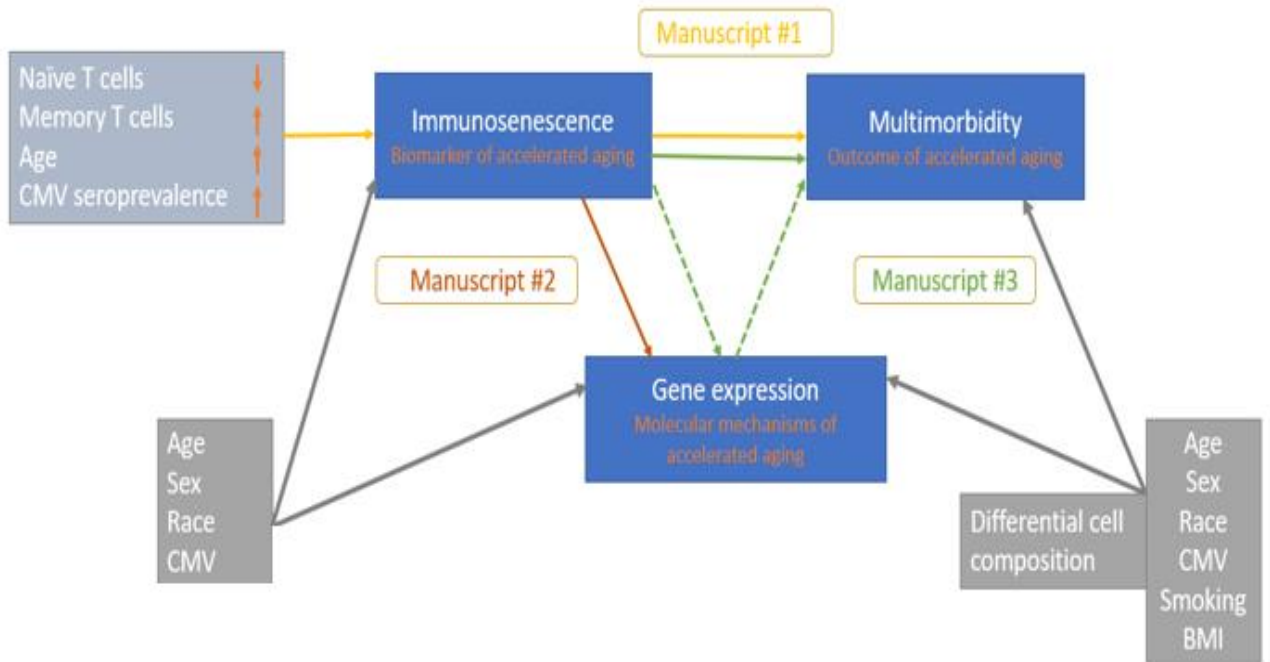 Manuscript #1
Naïve T cells
Memory T cells
Age
CMV seroprevalence
Immunosenescence
Biomarker of accelerated aging
Multimorbidity
Outcome of accelerated aging
Manuscript #2
Manuscript #3
Gene expression
Molecular mechanisms of
accelerated aging
Age
Sex
Race
CMV
Differential cell
composition
Age
Sex
Race
CMV
Smoking
BMI